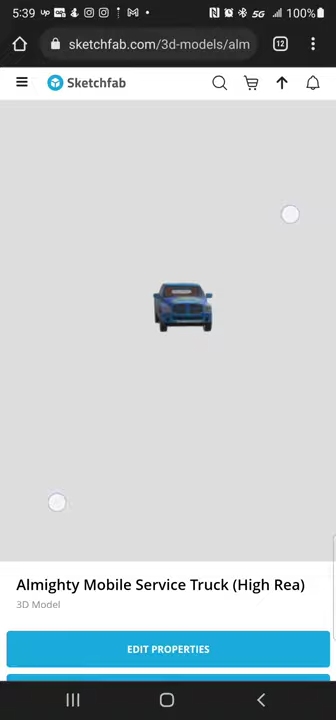 5:39
5G
100%
sketchfab.com/3d-models/alm
12
Sketchfab
Almighty Mobile Service Truck (High Rea)
3D Model
EDIT PROPERTIES